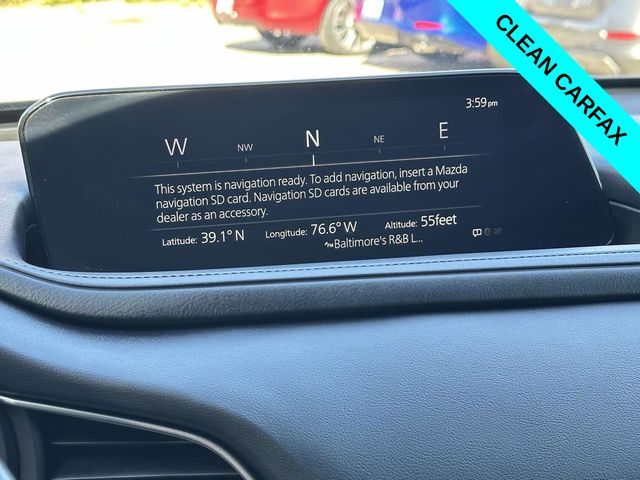 CLEAN CARFAX
3:59pm
W NW N NE E
This system is navigation ready. To add navigation, insert a Mazda
navigation SD card. Navigation SD cards are available from your
dealer as an accessory.
Latitude: 39.1° N Longitude: 76.6° W Altitude: 55feet
Baltimore's R&B L...